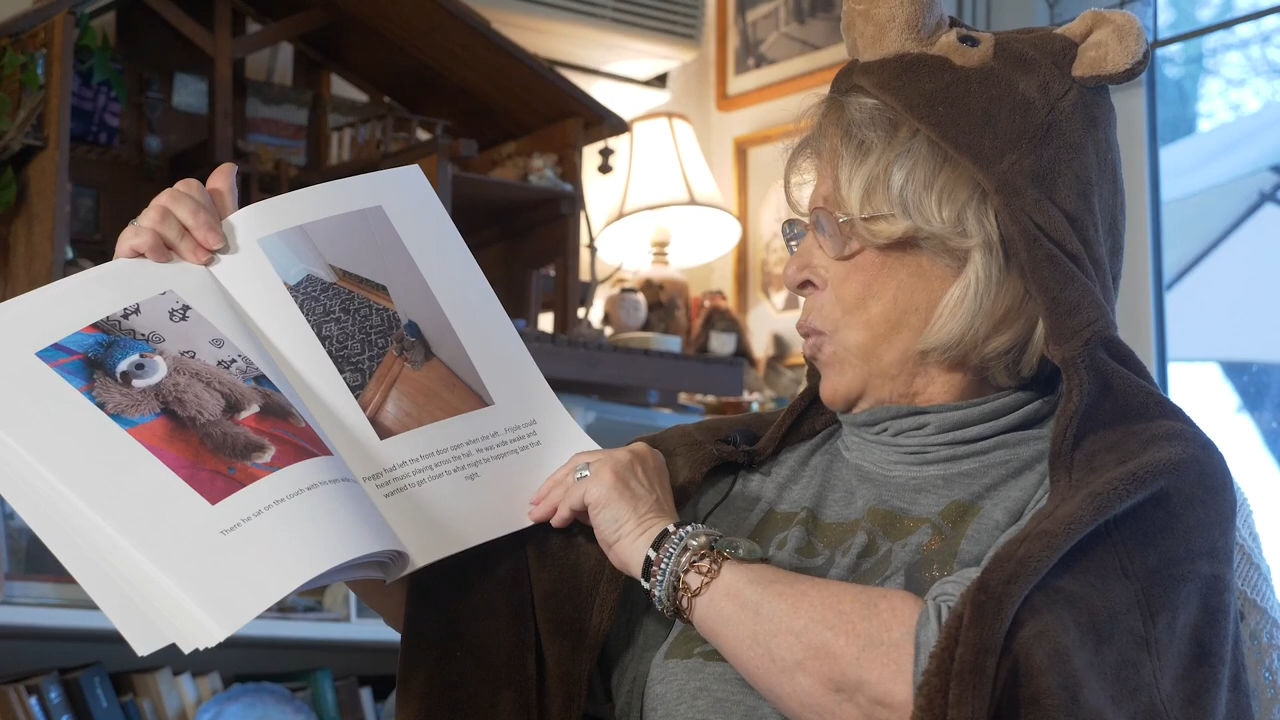 There he sat on the couch with his eyes wide
Peggy had left the front door open when she left....Frijole could
hear music playing across the hall. He was wide awake and
wanted to get closer to what might be happening late that
night.